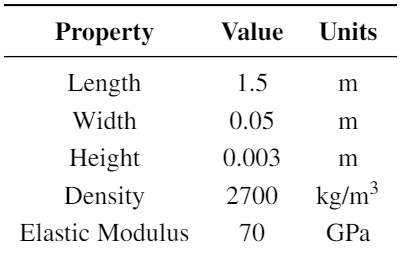 Property Value Units
Length 1.5 m
Width 0.05 m
Height 0.003 m
Density 2700 kg/m³
Elastic Modulus 70 GPa